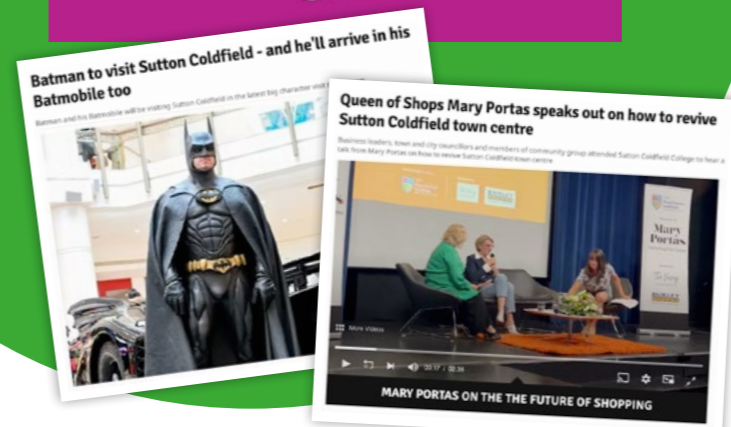 Batman to visit Sutton Coldfield - and he'll arrive in his
Batmobile too
Batman and his Batmobile will be visiting Sutton Coldfield in the latest big character visit
Queen of Shops Mary Portas speaks out on how to revive
Sutton Coldfield town centre
Business leaders, town and city councillors and members of community group attended Sutton Coldfield College to hear a
talk from Mary Portas on how to revive Sutton Coldfield town centre
Mary
Portas
More Videos
00:17 / 02:39
MARY PORTAS ON THE THE FUTURE OF SHOPPING